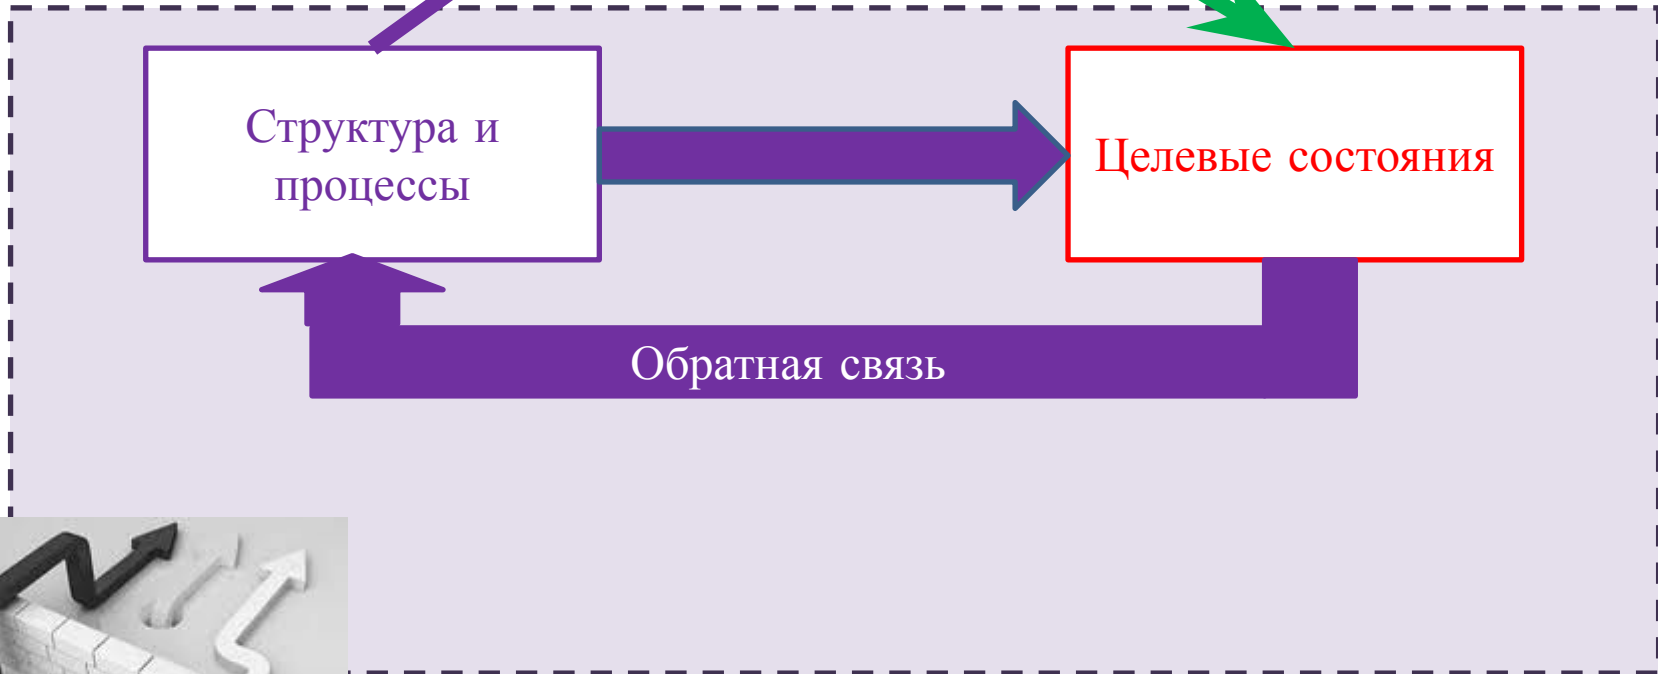 Структура и
процессы
Целевые состояния
Обратная связь